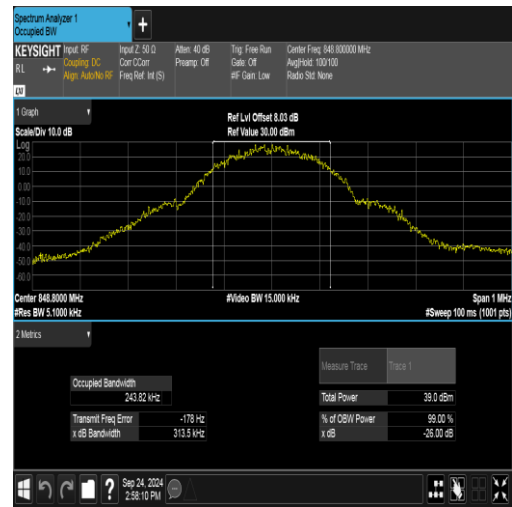 Spectrum Analyzer 1
Occupied BW
+
KEYSIGHT Input: RF Input Z: 50 Ω Atten: 40 dB Trig: Free Run Center Freq: 848.800000 MHz
RL Coupling: DC Corr CCorr Preamp: Off Gate: Off Avg|Hold: 100/100
Align: Auto/No RF Freq Ref: Int (S) #IF Gain: Low Radio Std: None
LXI
1 Graph
Ref Lvl Offset 8.03 dB
Scale/Div 10.0 dB Ref Value 30.00 dBm
Log
20.0
10.0
0.00
-10.0
-20.0
-30.0
-40.0
-50.0
-60.0
Center 848.8000 MHz #Video BW 15.000 kHz Span 1 MHz
#Res BW 5.1000 kHz #Sweep 100 ms (1001 pts)
2 Metrics
Measure Trace Trace 1
Occupied Bandwidth
243.82 kHz Total Power 39.0 dBm
Transmit Freq Error -178 Hz % of OBW Power 99.00 %
x dB Bandwidth 313.5 kHz x dB -26.00 dB
? Sep 24, 2024
2:58:10 PM